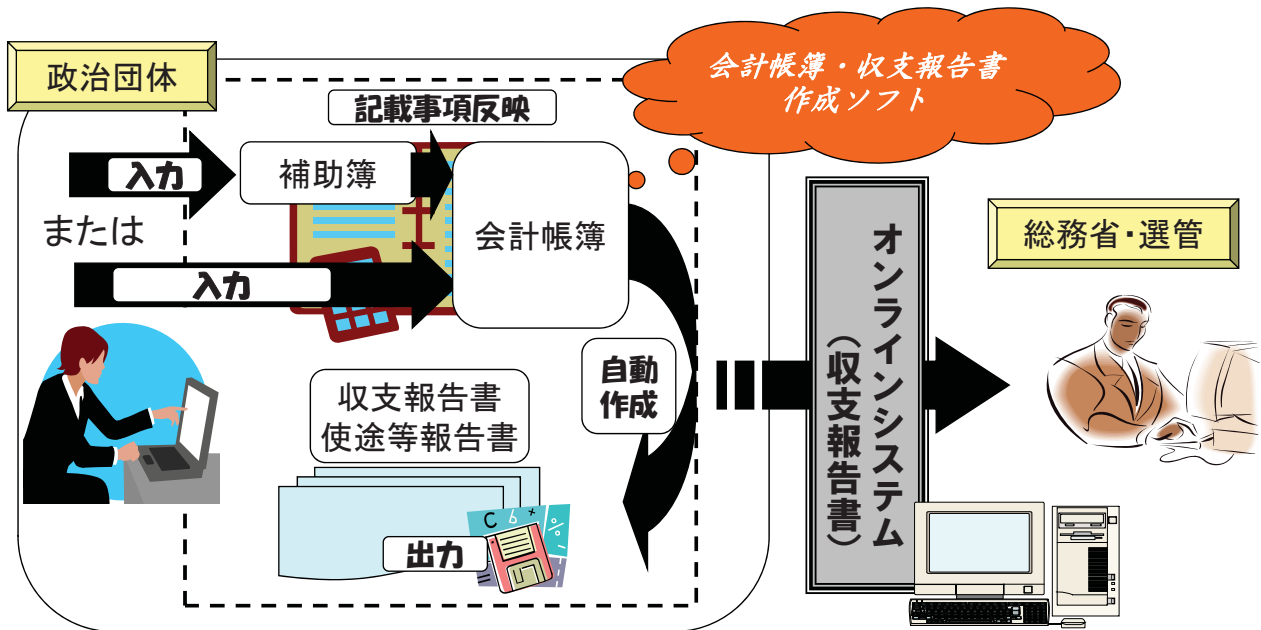 政治団体
会計帳簿・収支報告書
作成ソフト
記載事項反映
入力
補助簿
または
会計帳簿
入力
自動
作成
収支報告書
使途等報告書
出力
オンラインシステム
（収支報告書）
総務省・選管